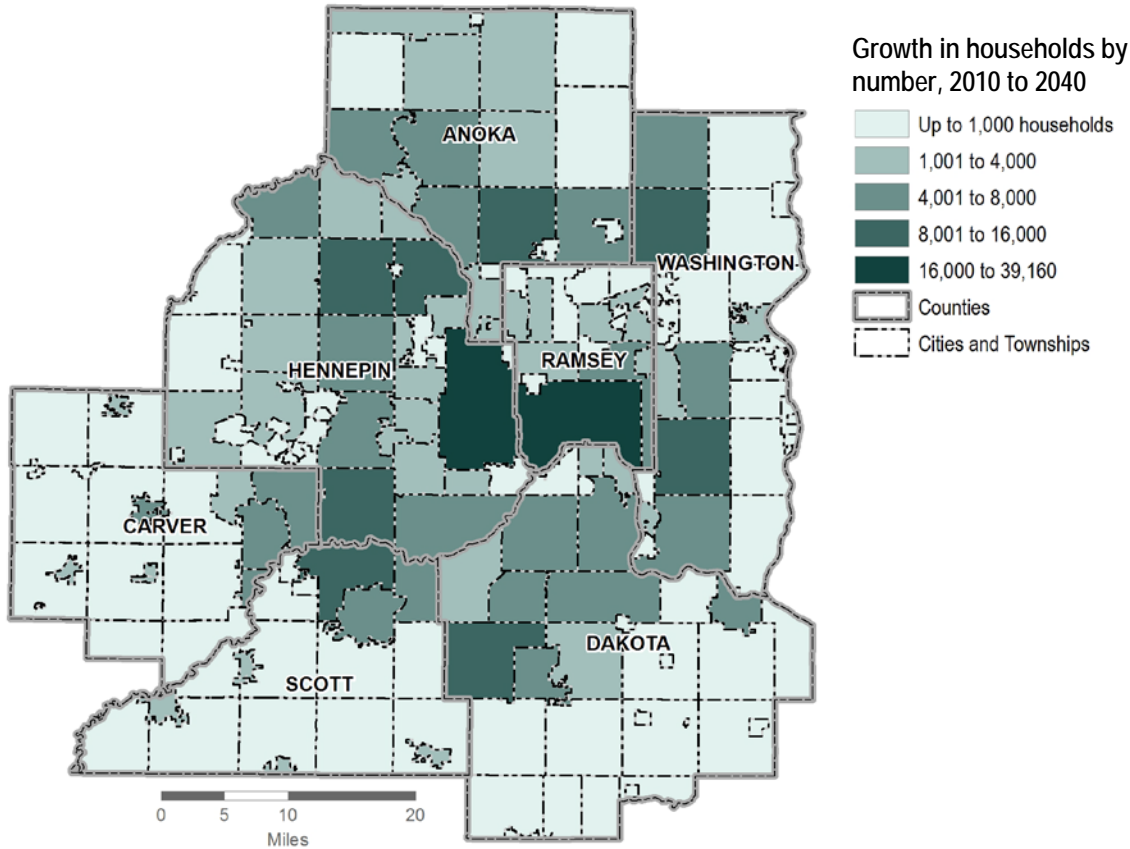 Growth in households by
number, 2010 to 2040
Up to 1,000 households
1,001 to 4,000
4,001 to 8,000
8,001 to 16,000
16,000 to 39,160
Counties
Cities and Townships
ANOKA
WASHINGTON
HENNEPIN
RAMSEY
CARVER
DAKOTA
SCOTT
0 5 10 20
Miles